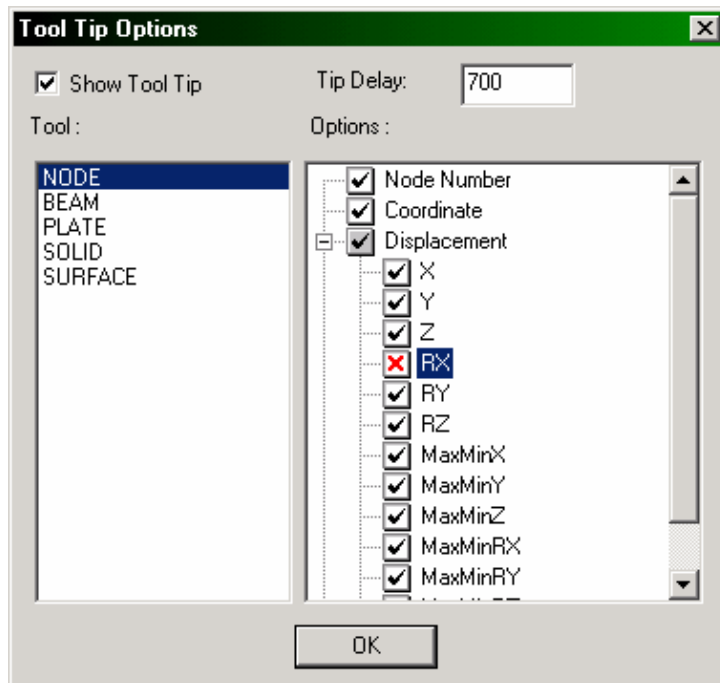 Tool Tip Options
Show Tool Tip
Tip Delay: 700
Tool :
Options :
NODE
BEAM
PLATE
SOLID
SURFACE
Node Number
Coordinate
Displacement
X
Y
Z
RX
RY
RZ
MaxMinX
MaxMinY
MaxMinZ
MaxMinRX
MaxMinRY
OK